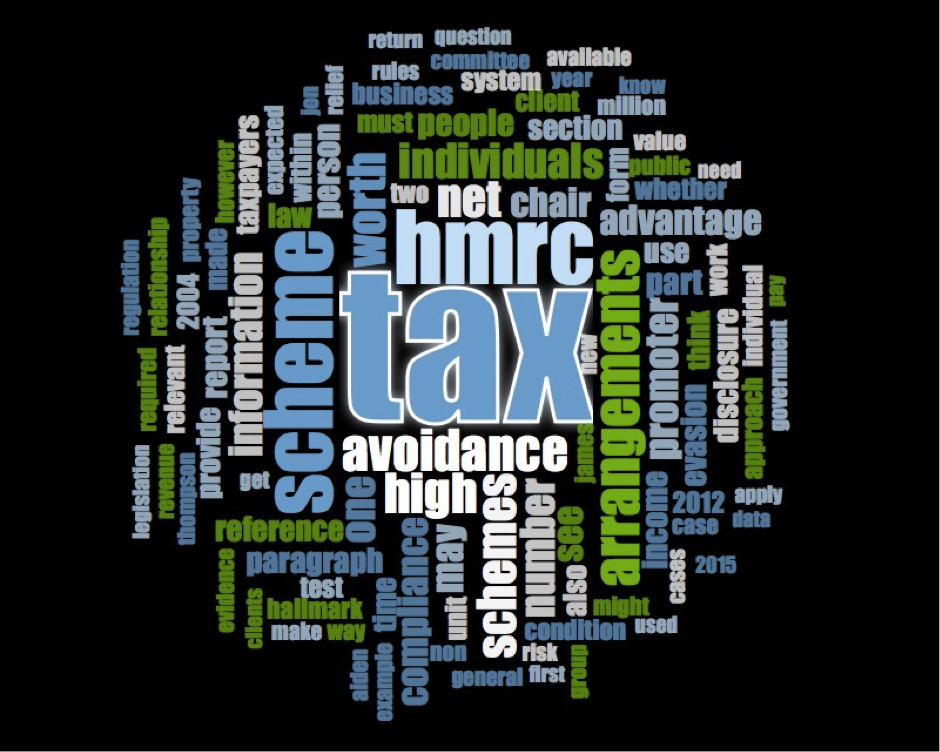 return
question
committee
available
rules
system
year
know
jon
relief
business
client
million
must
people
section
value
expected
within
person
taxpayers
however
individuals
form
public
need
whether
law
worth
two
net
chair
advantage
property
made
hmrc
use
work
regulation
relationship
2004
information
scheme
tax
new
arrangements
part
promoter
think
disclosure
individual
pay
government
required
relevant
report
provide
avoidance
james
evasion
approach
legislation
revenue
thompson
get
high
one
schemes
number
see
income
2012
apply
case
data
reference
paragraph
compliance
may
also
cases
2015
evidence
clients
test
hallmark
make
way
time
unit
might
condition
used
non
risk
aiden
example
general
first
group